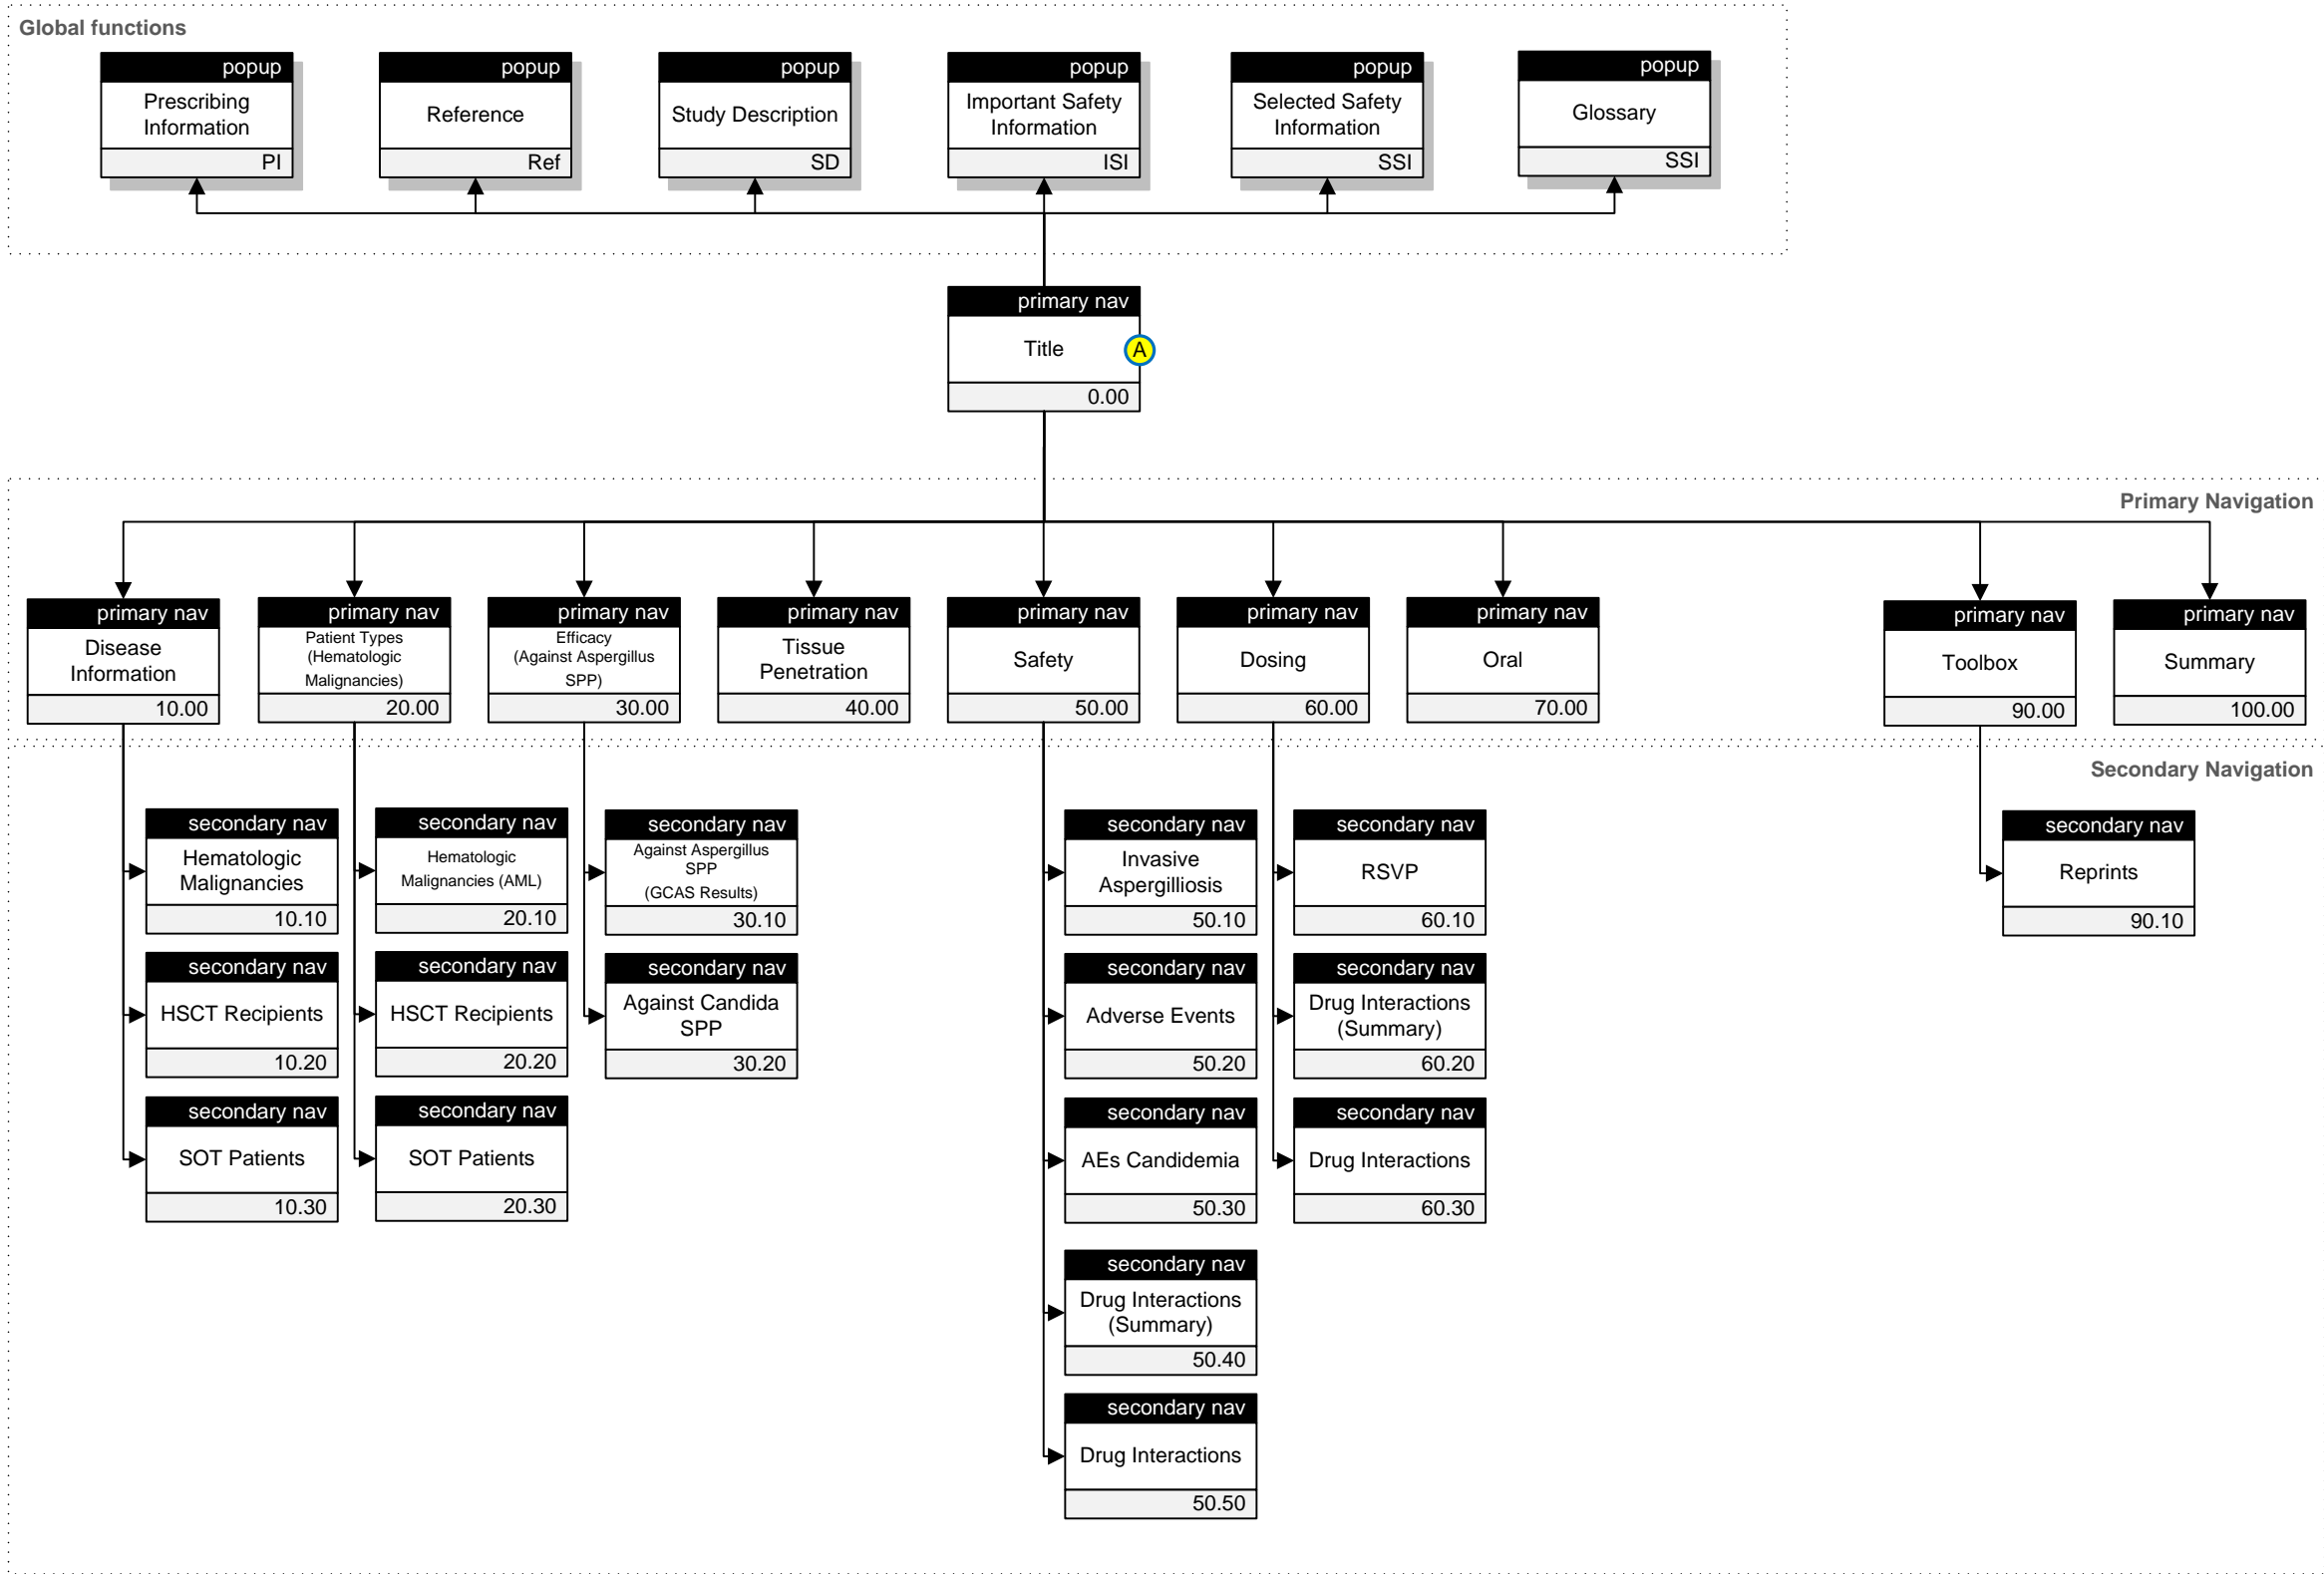 Global functions
popup
Prescribing
Information
PI
popup
Reference
Ref
popup
Study Description
SD
popup
Important Safety
Information
ISI
popup
Selected Safety
Information
SSI
popup
Glossary
SSI
primary nav
Title
A
0.00
Primary Navigation
primary nav
Disease
Information
10.00
primary nav
Patient Types
(Hematologic
Malignancies)
20.00
primary nav
Efficacy
(Against Aspergillus
SPP)
30.00
primary nav
Tissue
Penetration
40.00
primary nav
Safety
50.00
primary nav
Dosing
60.00
primary nav
Oral
70.00
primary nav
Toolbox
90.00
primary nav
Summary
100.00
Secondary Navigation
secondary nav
Hematologic
Malignancies
10.10
secondary nav
HSCT Recipients
10.20
secondary nav
SOT Patients
10.30
secondary nav
Hematologic
Malignancies (AML)
20.10
secondary nav
HSCT Recipients
20.20
secondary nav
SOT Patients
20.30
secondary nav
Against Aspergillus
SPP
(GCAS Results)
30.10
secondary nav
Against Candida
SPP
30.20
secondary nav
Invasive
Aspergilliosis
50.10
secondary nav
Adverse Events
50.20
secondary nav
AEs Candidemia
50.30
secondary nav
Drug Interactions
(Summary)
50.40
secondary nav
Drug Interactions
50.50
secondary nav
RSVP
60.10
secondary nav
Drug Interactions
(Summary)
60.20
secondary nav
Drug Interactions
60.30
secondary nav
Reprints
90.10